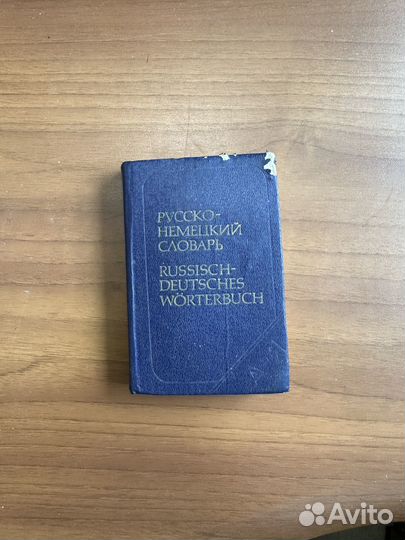 РУССКО-
НЕМЕЦКИЙ
СЛОВАРЬ
RUSSISCH-
DEUTSCHES
WÖRTERBUCH
Avito